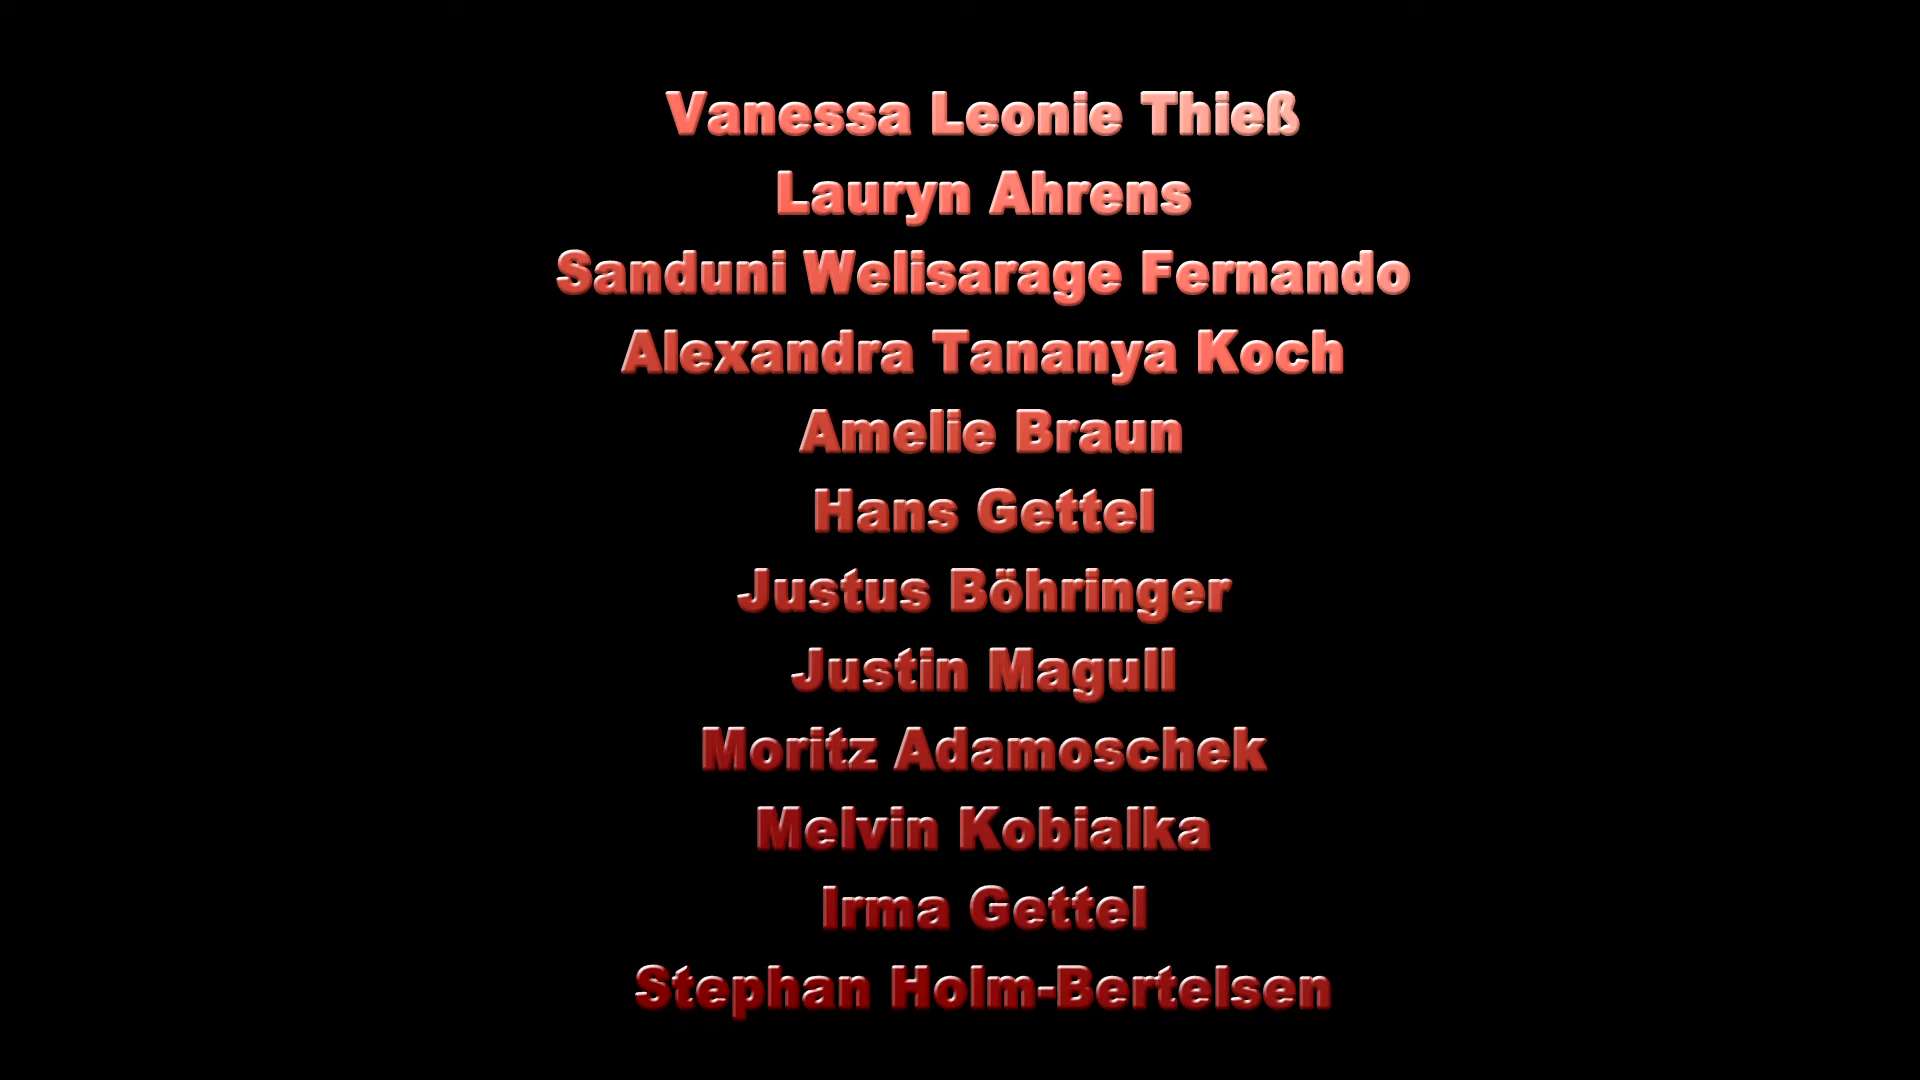 Vanessa Leonie Thieß
Lauryn Ahrens
Sanduni Welisarage Fernando
Alexandra Tananya Koch
Amelie Braun
Hans Gettel
Justus Böhringer
Justin Magull
Moritz Adamoschek
Melvin Kobialka
Irma Gettel
Stephan Holm-Bertelsen